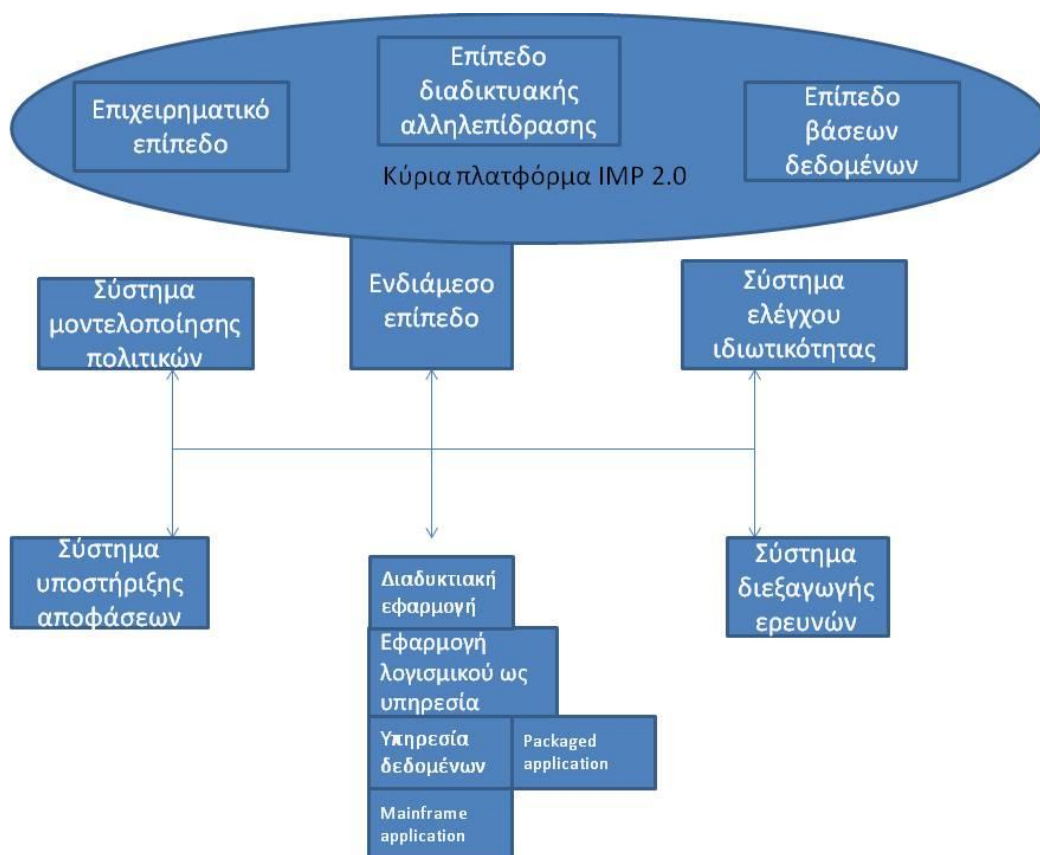 Επιχειρηματικό
επίπεδο
Επίπεδο
διαδικτυακής
αλληλεπίδρασης
Επίπεδο
βάσεων
δεδομένων
Κύρια πλατφόρμα IMP 2.0
Σύστημα
μοντελοποίησης
πολιτικών
Ενδιάμεσο
επίπεδο
Σύστημα
ελέγχου
ιδιωτικότητας
Σύστημα
υποστήριξης
αποφάσεων
Διαδυκτιακή
εφαρμογή
Εφαρμογή
λογισμικού ως
υπηρεσία
Υπηρεσία
δεδομένων
Packaged
application
Mainframe
application
Σύστημα
διεξαγωγής
ερευνών